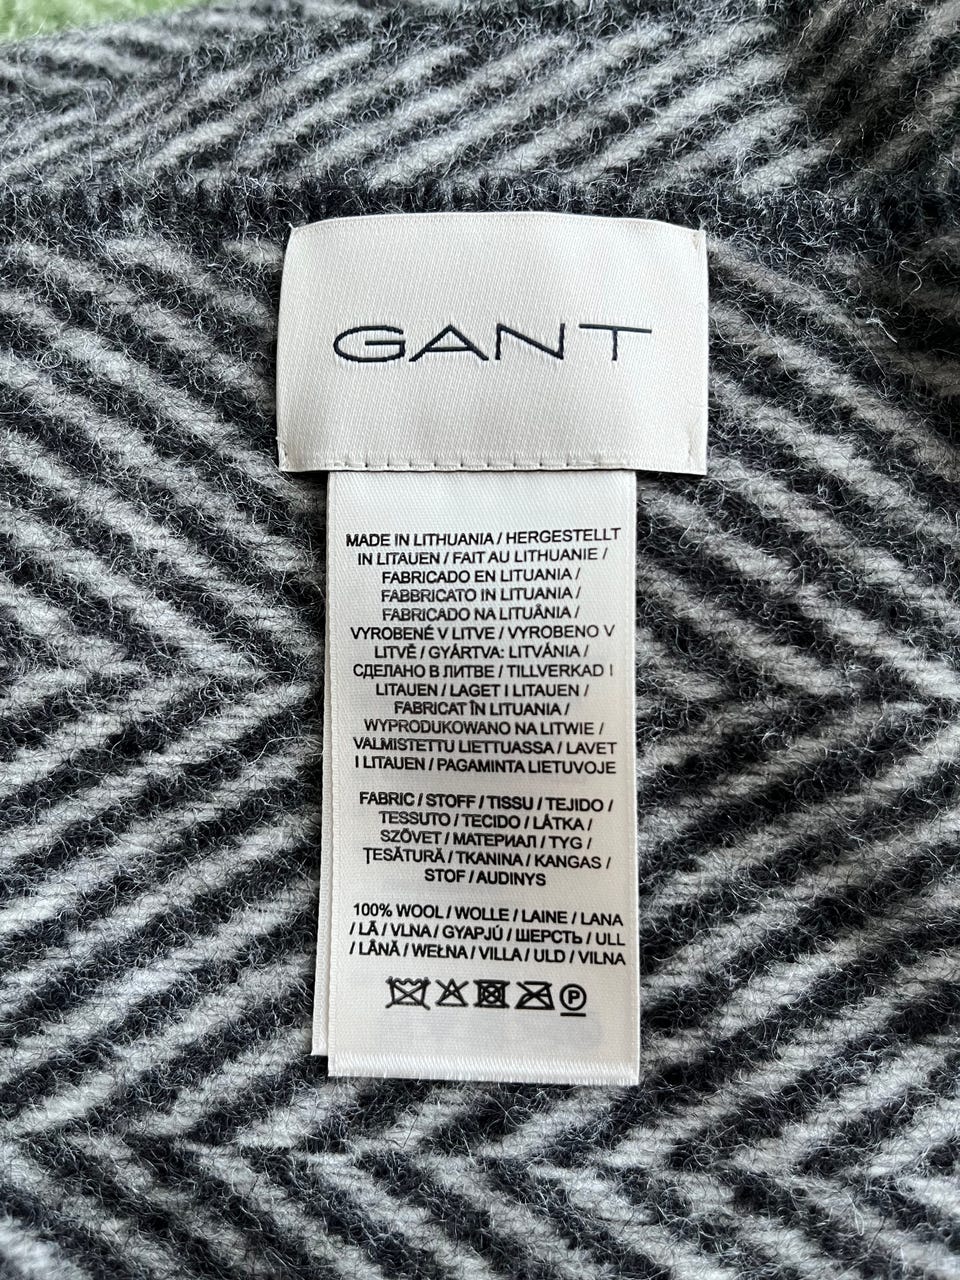 GANT
MADE IN LITHUANIA / HERGESTELLT
IN LITAUEN / FAIT AU LITHUANIE /
FABRICADO EN LITUANIA /
FABBRICATO IN LITUANIA /
FABRICADO NA LITUÂNIA /
VYROBENÉ V LITVE / VYROBENO V
LITVĚ / GYÁRTVA: LITVÁNIA /
СДЕЛАНО В ЛИТВЕ / TILLVERKAD I
LITAUEN / LAGET I LITAUEN /
FABRICAT ÎN LITUANIA /
WYPRODUKOWANO NA LITWIE /
VALMISTETTU LIETTUASSA / LAVET
I LITAUEN / PAGAMINTA LIETUVOJE
FABRIC / STOFF / TISSU / TEJIDO /
TESSUTO / TECIDO / LÁTKA /
SZÖVET / МАТЕРИАЛ / TYG /
ȚESĂTURĂ / TKANINA / KANGAS /
STOF / AUDINYS
100% WOOL / WOLLE / LAINE / LANA
/ LÃ / VLNA / GYAPJÚ / ШЕРСТЬ / ULL
/ LÂNĂ / WEŁNA / VILLA / ULD / VILNA
P